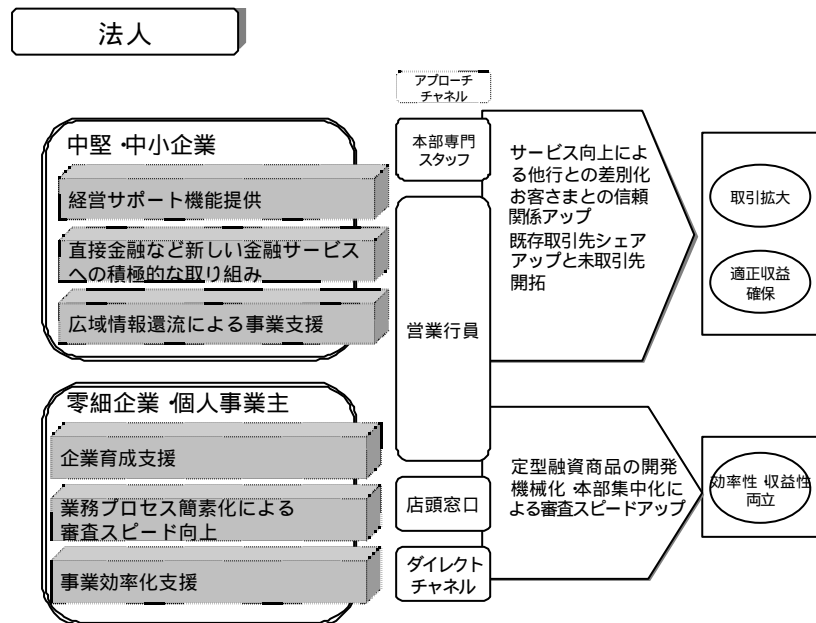 法人
アプローチ
チャネル
中堅・中小企業
経営サポート機能提供
直接金融など新しい金融サービス
への積極的な取り組み
広域情報還流による事業支援
零細企業・個人事業主
企業育成支援
業務プロセス簡素化による
審査スピード向上
事業効率化支援
本部専門
スタッフ
営業行員
店頭窓口
ダイレクト
チャネル
サービス向上によ
る他行との差別化
お客さまとの信頼
関係アップ
既存取引先シェア
アップと未取引先
開拓
定型融資商品の開発
機械化・本部集中化に
よる審査スピードアップ
取引拡大
適正収益
確保
効率性・収益性
両立